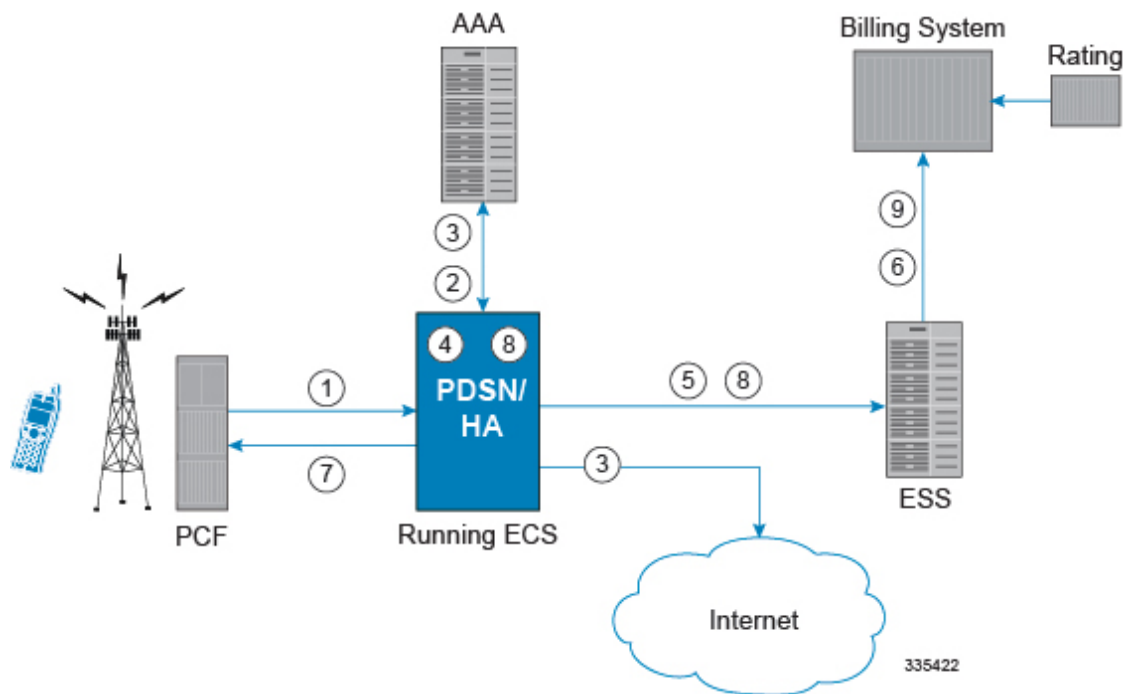 AAA
Billing System
Rating
3
2
9
6
4 8
PDSN/
HA
1
7
5 8
3
PCF
Running ECS
ESS
Internet
335422